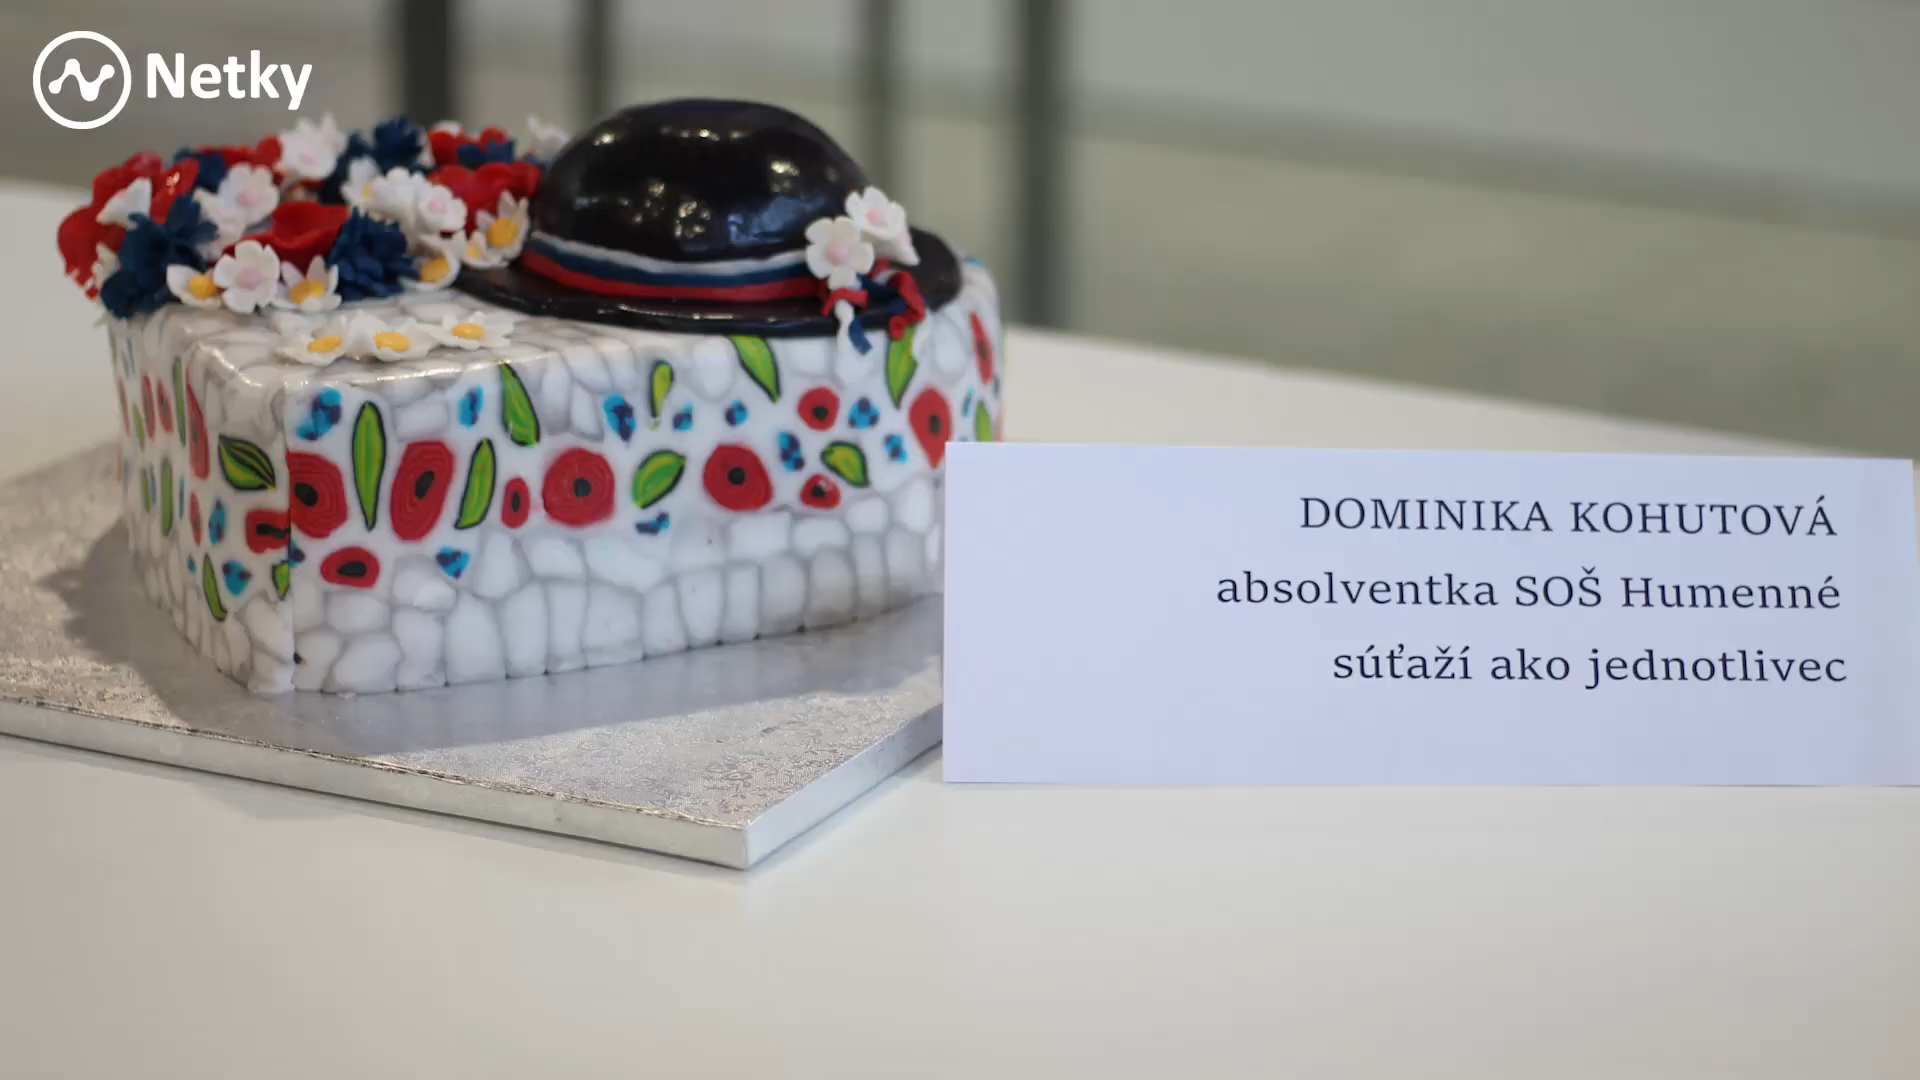 Netky
DOMINIKA KOHUTOVÁ
absolventka SOŠ Humenné
súťaží ako jednotlivec